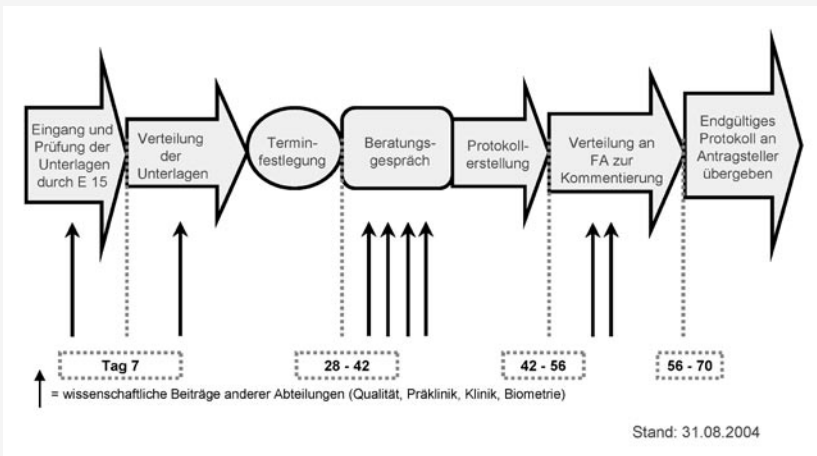 Eingang und
Prüfung der
Unterlagen
durch E 15
Verteilung
der
Unterlagen
Termin-
festlegung
Beratungs-
gespräch
Protokoll-
erstellung
Verteilung an
FA zur
Kommentierung
Endgültiges
Protokoll an
Antragsteller
übergeben
Tag 7
28 - 42
42 - 56
56 - 70
= wissenschaftliche Beiträge anderer Abteilungen (Qualität, Präklinik, Klinik, Biometrie)
Stand: 31.08.2004